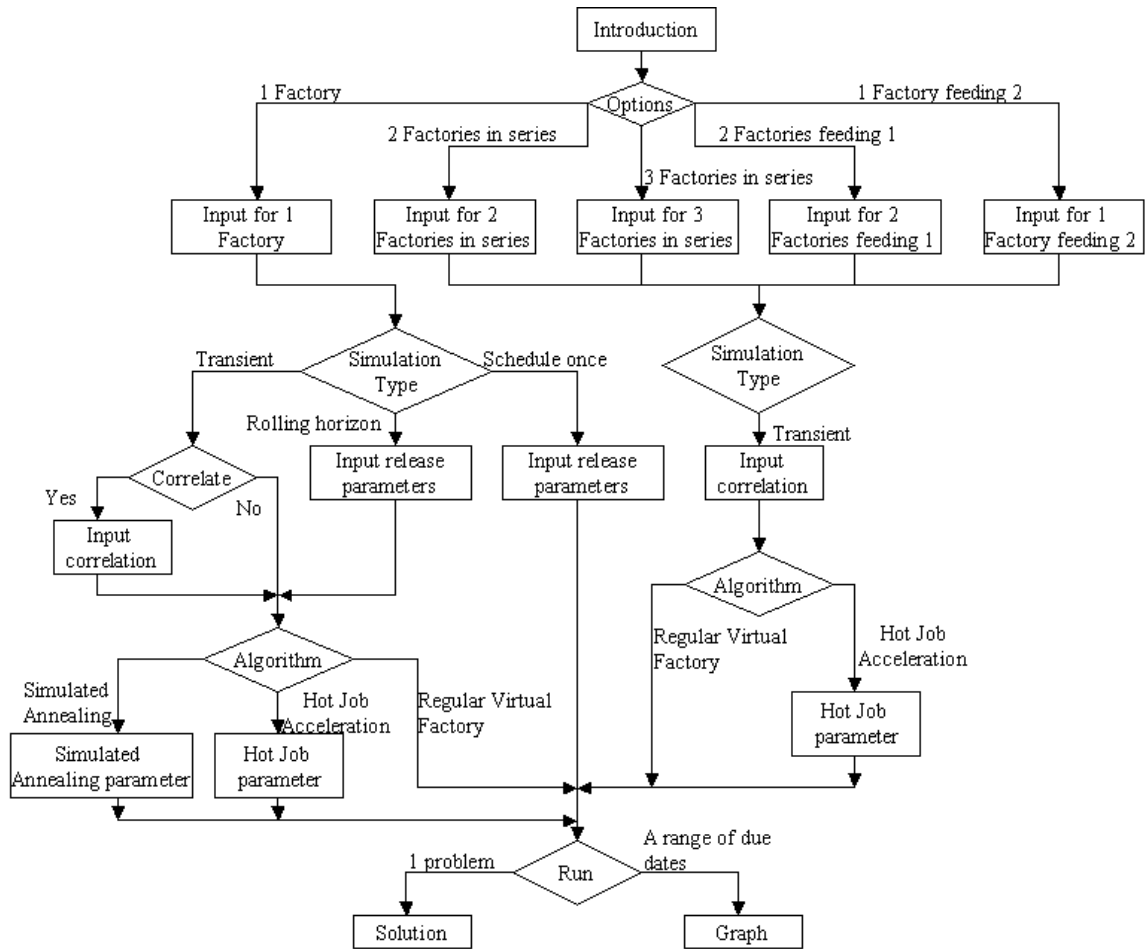 Introduction
Options
1 Factory
1 Factory feeding 2
2 Factories in series
2 Factories feeding 1
3 Factories in series
Input for 1
Factory
Input for 2
Factories in series
Input for 3
Factories in series
Input for 2
Factories feeding 1
Input for 1
Factory feeding 2
Transient
Simulation
Type
Schedule once
Simulation
Type
Rolling horizon
Transient
Correlate
Input release
parameters
Input release
parameters
Input
correlation
Yes
No
Input
correlation
Algorithm
Regular Virtual
Factory
Hot Job
Acceleration
Algorithm
Simulated
Annealing
Hot Job
Acceleration
Regular Virtual
Factory
Hot Job
parameter
Simulated
Annealing parameter
Hot Job
parameter
1 problem
Run
A range of due
dates
Solution
Graph